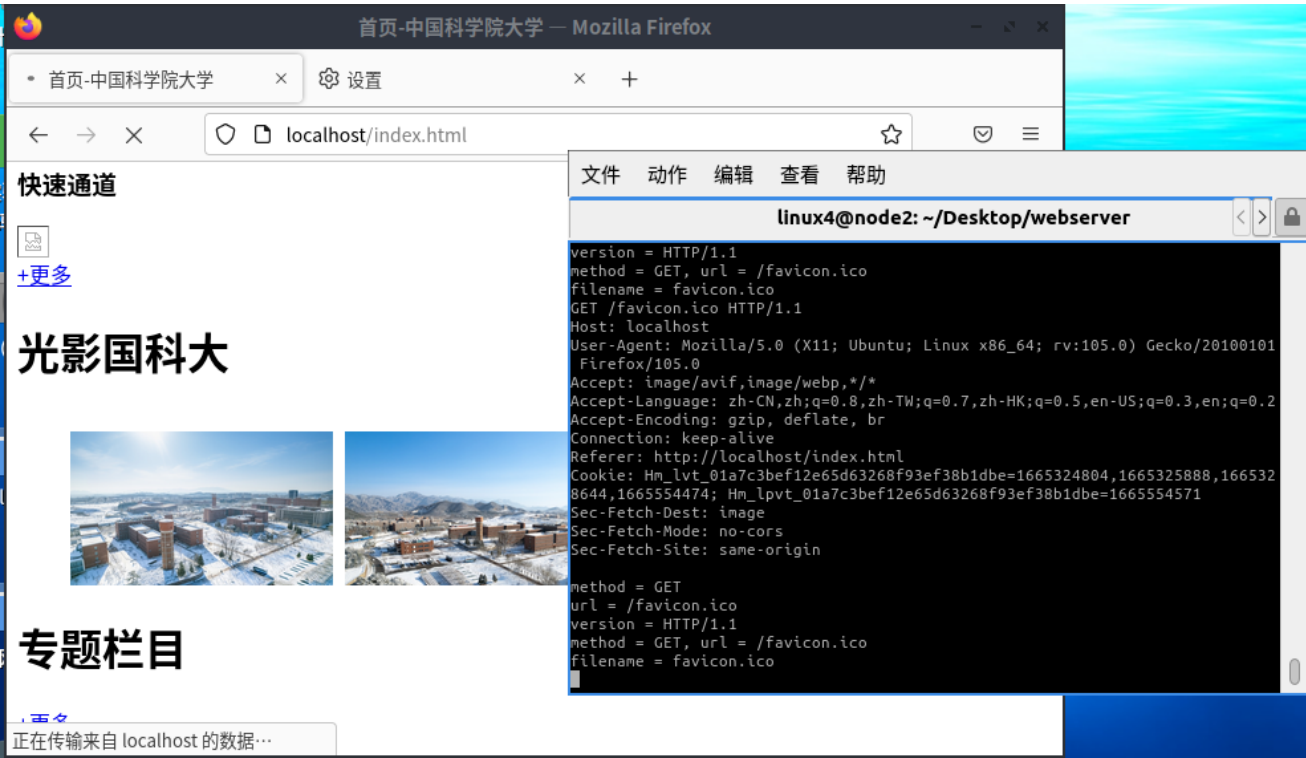 首页-中国科学院大学 — Mozilla Firefox
首页-中国科学院大学
设置
localhost/index.html
快速通道
+更多
光影国科大
专题栏目
+更多
正在传输来自 localhost 的数据…
文件 动作 编辑 查看 帮助
linux4@node2: ~/Desktop/webserver
version = HTTP/1.1
method = GET, url = /favicon.ico
filename = favicon.ico
GET /favicon.ico HTTP/1.1
Host: localhost
User-Agent: Mozilla/5.0 (X11; Ubuntu; Linux x86_64; rv:105.0) Gecko/20100101
Firefox/105.0
Accept: image/avif,image/webp,*/*
Accept-Language: zh-CN,zh;q=0.8,zh-TW;q=0.7,zh-HK;q=0.5,en-US;q=0.3,en;q=0.2
Accept-Encoding: gzip, deflate, br
Connection: keep-alive
Referer: http://localhost/index.html
Cookie: Hm_lvt_01a7c3bef12e65d63268f93ef38b1dbe=1665324804,1665325888,166532
8644,1665554474; Hm_lpvt_01a7c3bef12e65d63268f93ef38b1dbe=1665554571
Sec-Fetch-Dest: image
Sec-Fetch-Mode: no-cors
Sec-Fetch-Site: same-origin
method = GET
url = /favicon.ico
version = HTTP/1.1
method = GET, url = /favicon.ico
filename = favicon.ico